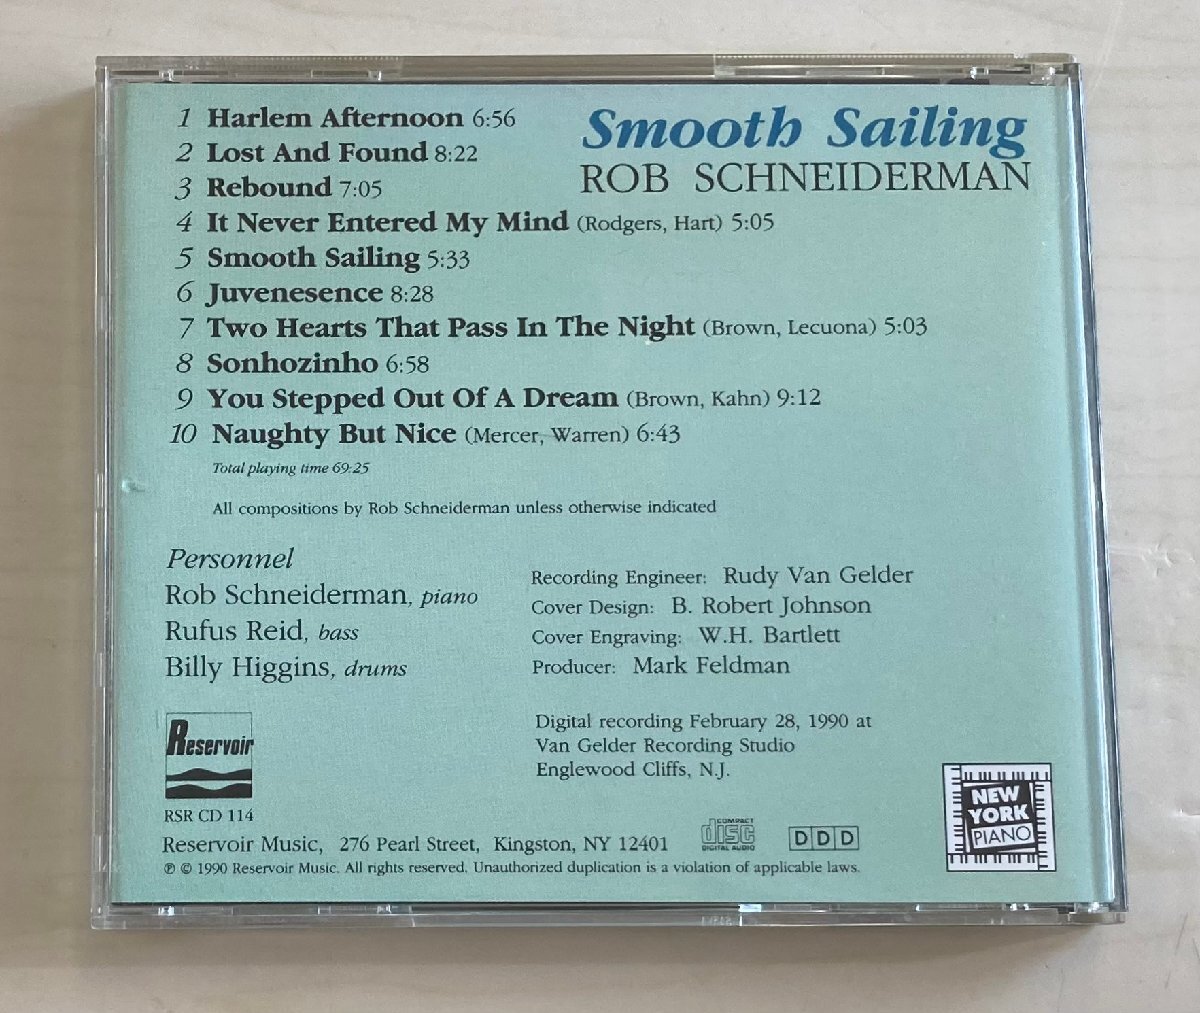 Smooth Sailing
ROB SCHNEIDERMAN
1 Harlem Afternoon 6:56
2 Lost And Found 8:22
3 Rebound 7:05
4 It Never Entered My Mind (Rodgers, Hart) 5:05
5 Smooth Sailing 5:33
6 Juvenesence 8:28
7 Two Hearts That Pass In The Night (Brown, Lecuona) 5:03
8 Sonhozinho 6:58
9 You Stepped Out Of A Dream (Brown, Kahn) 9:12
10 Naughty But Nice (Mercer, Warren) 6:43
Total playing time 69:25
All compositions by Rob Schneiderman unless otherwise indicated
Personnel
Rob Schneiderman, piano
Rufus Reid, bass
Billy Higgins, drums
Recording Engineer: Rudy Van Gelder
Cover Design: B. Robert Johnson
Cover Engraving: W.H. Bartlett
Producer: Mark Feldman
Digital recording February 28, 1990 at
Van Gelder Recording Studio
Englewood Cliffs, N.J.
Reservoir
RSR CD 114
NEW
YORK
PIANO
COMPACT
disc
DIGITAL AUDIO
DDD
Reservoir Music, 276 Pearl Street, Kingston, NY 12401
℗ © 1990 Reservoir Music. All rights reserved. Unauthorized duplication is a violation of applicable laws.